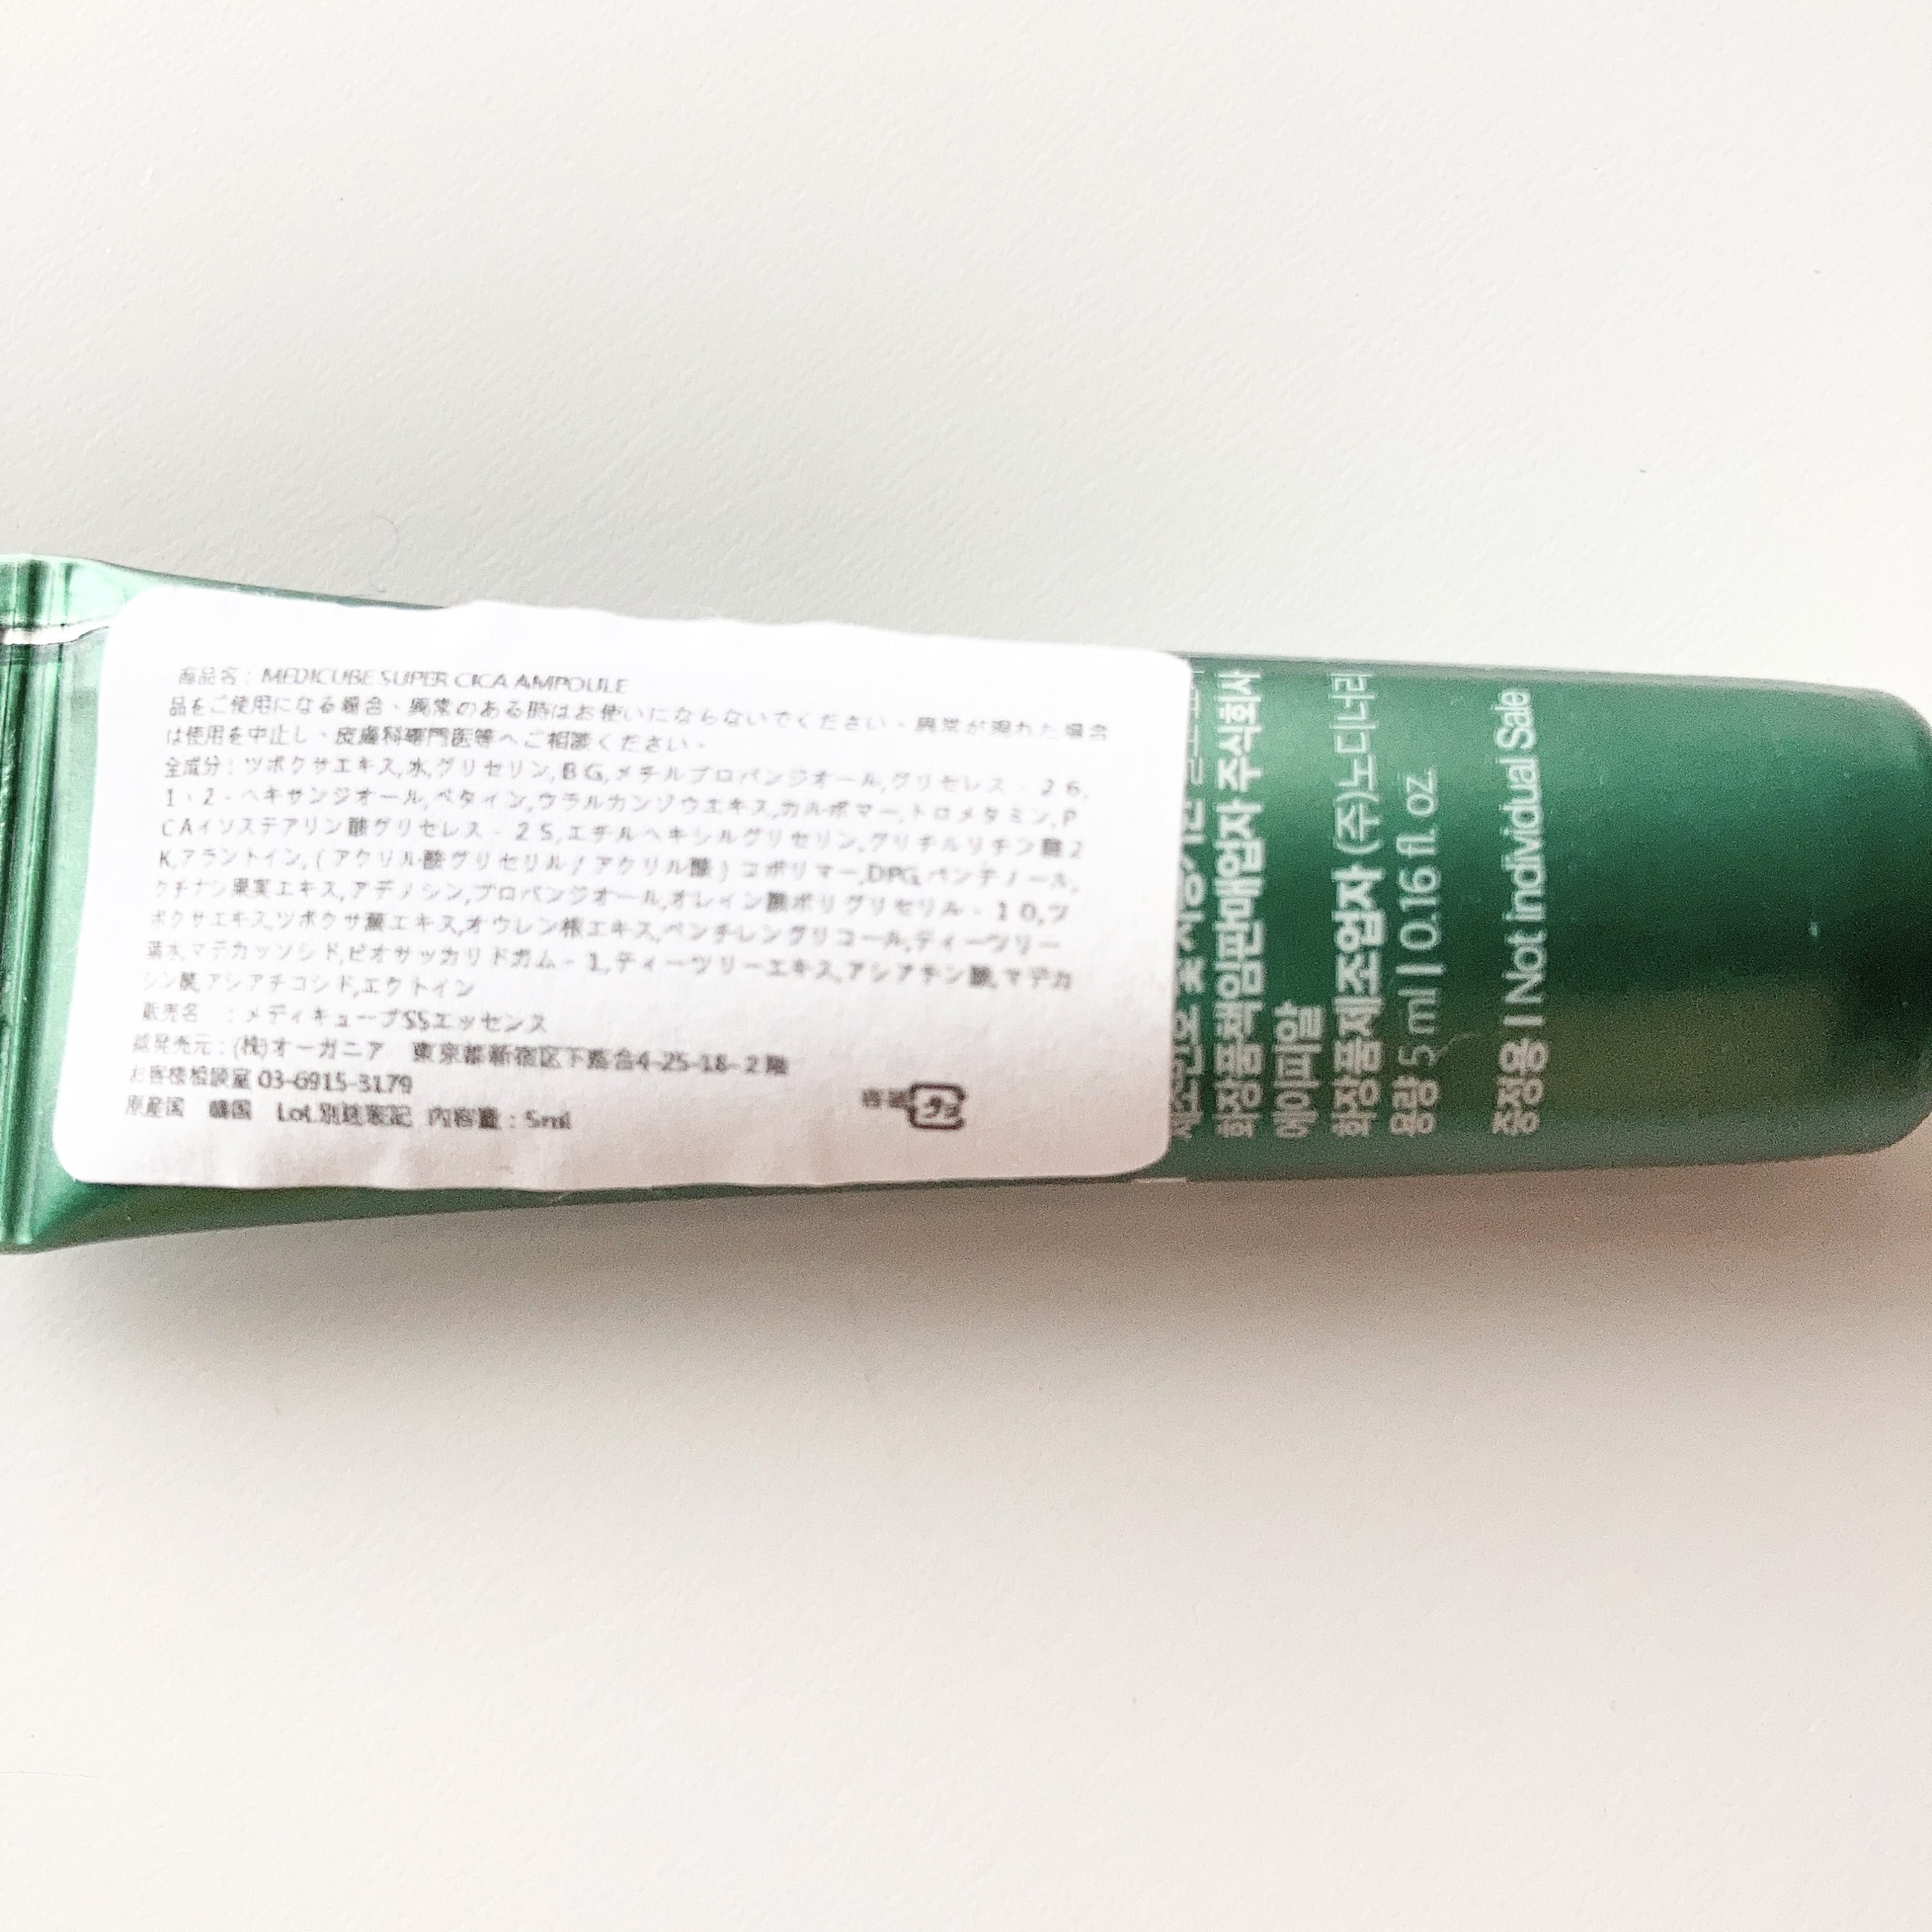 商品名：MEDICUBE SUPER CICA AMPOULE
品をご使用になる場合、異常のある時はお使いにならないでください。異常が現れた場合
は使用を中止し、皮膚科専門医等へご相談ください。
全成分：ツボクサエキス,水,グリセリン,BG,メチルプロパンジオール,グリセレス‐26,
1‐2‐ヘキサンジオール,ベタイン,ウラルカンゾウエキス,カルボマー,トロメタミン,P
CAイソステアリン酸グリセレス‐25,エチルヘキシルグリセリン,グリチルリチン酸2
K,アラントイン,(アクリル酸グリセリル/アクリル酸)コポリマー,DPG,パンテノール,
クチナシ果実エキス,アデノシン,プロパンジオール,オレイン酸ポリグリセリル‐10,ツ
ボクサエキス,ツボクサ葉エキス,オウレン根エキス,ペンチレングリコール,ティーツリー
葉水,マデカッソシド,ビオサッカリドガム‐1,ティーツリーエキス,アシアチン酸,マデカ
シン酸,アシアチコシド,エクトイン
販売名　：メディキューブSSエッセンス
総発売元：(株)オーガニア　東京都新宿区下落合4-25-18-2階
お客様相談室 03-6915-3179
原産国　韓国　Lot.別途表記 内容量：5ml
화장품책임판매업자 주식회사
에이피알
화장품제조업자 (주)노디너리
용량 5 ml | 0.16 fl. oz.
증정용 | Not Individual Sale